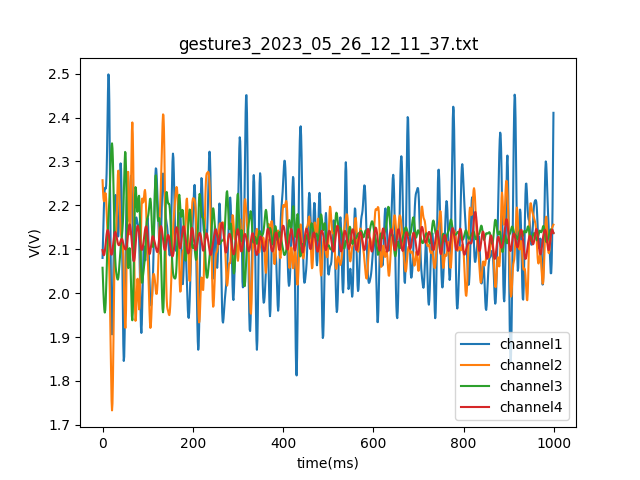 gesture3_2023_05_26_12_11_37.txt
2.5
2.4
2.3
2.2
2.1
2.0
1.9
1.8
1.7
V(V)
channel1
channel2
channel3
channel4
0 200 400 600 800 1000
time(ms)